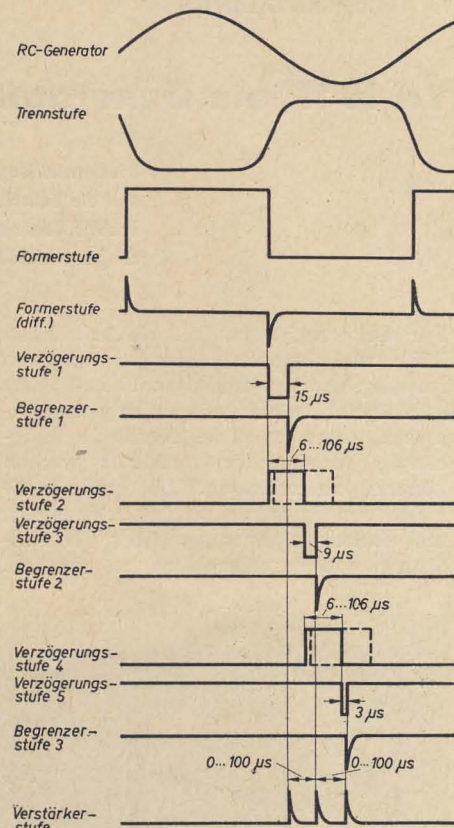 RC-Generator
Trennstufe
Formerstufe
Formerstufe
(diff.)
Verzögerungs-
stufe 1
15 µs
Begrenzer-
stufe 1
6...106 µs
Verzögerungs-
stufe 2
Verzögerungs-
stufe 3
9 µs
Begrenzer-
stufe 2
6...106 µs
Verzögerungs-
stufe 4
Verzögerungs-
stufe 5
3 µs
Begrenzer-
stufe 3
0...100 µs
0...100 µs
Verstärker-
stufe